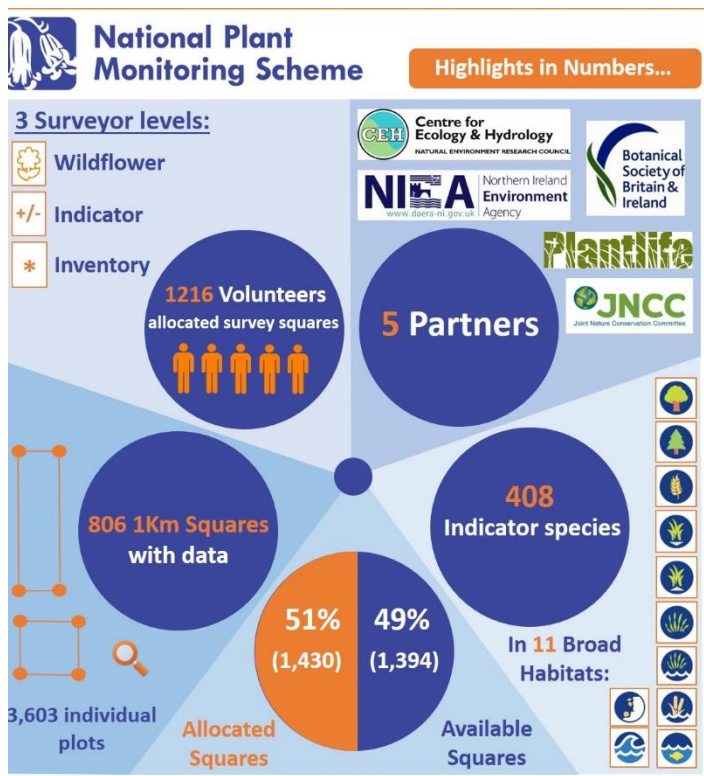 National Plant
Monitoring Scheme
Highlights in Numbers...
3 Surveyor levels:
Wildflower
+/-
Indicator
*
Inventory
CEH
Centre for
Ecology & Hydrology
NATURAL ENVIRONMENT RESEARCH COUNCIL
NIEA
www.daera-ni.gov.uk
Northern Ireland
Environment
Agency
Botanical
Society of
Britain &
Ireland
Plantlife
JNCC
Joint Nature Conservation Committee
1216 Volunteers
allocated survey squares
5 Partners
806 1Km Squares
with data
408
Indicator species
51%
(1,430)
49%
(1,394)
In 11 Broad
Habitats:
3,603 individual
plots
Allocated
Squares
Available
Squares